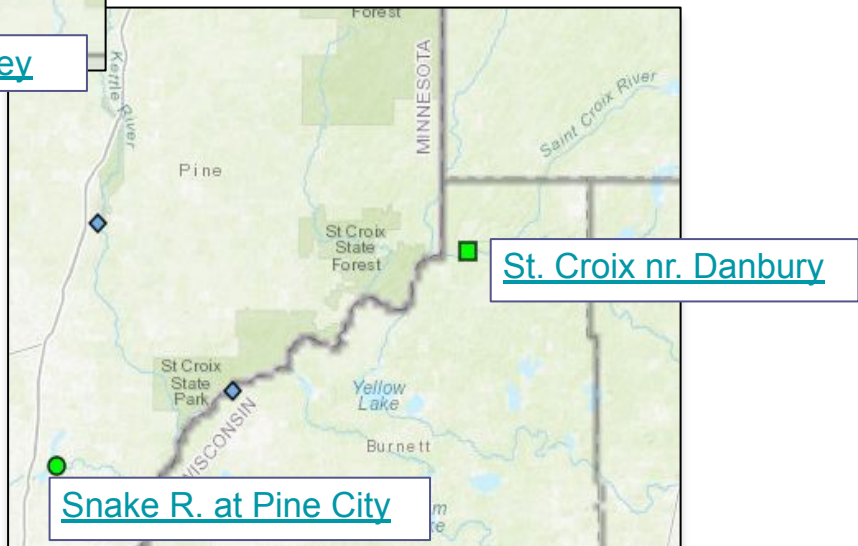 Forest
ey
Kettle River
MINNESOTA
Saint Croix River
Pine
St Croix
State
Forest
St. Croix nr. Danbury
St Croix
State
Park
WISCONSIN
Yellow
Lake
Burnett
Snake R. at Pine City
m
e